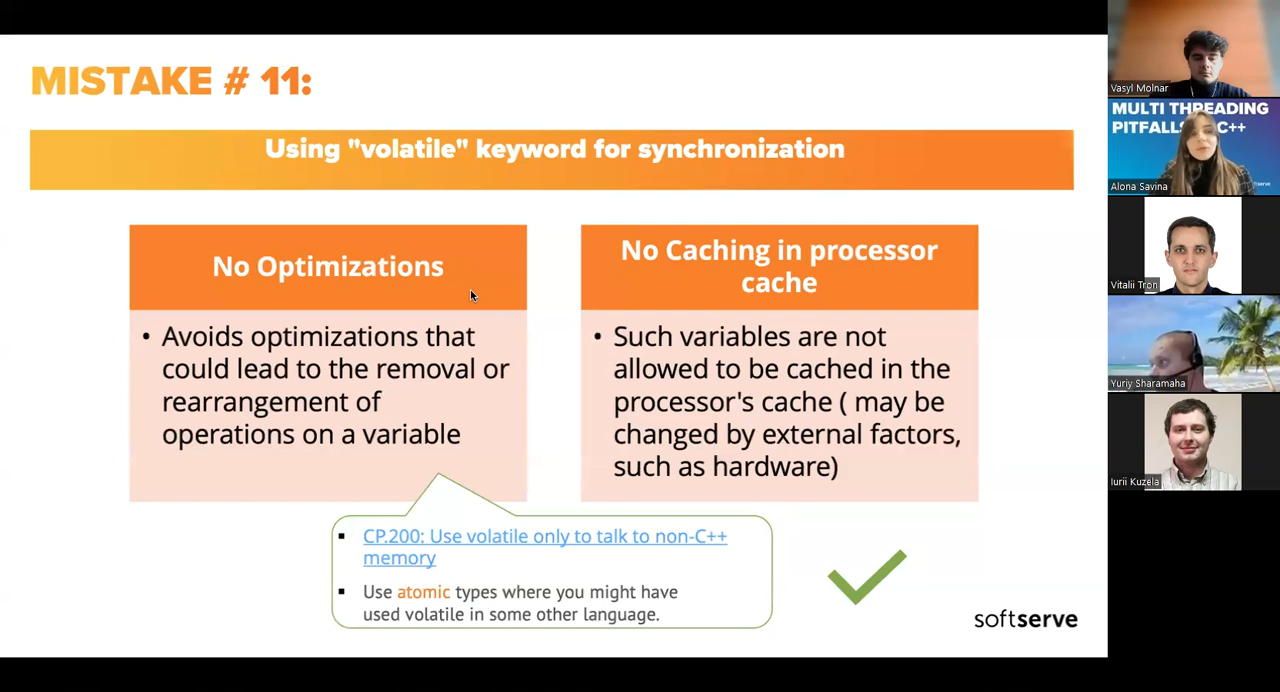 MISTAKE # 11:
Using "volatile" keyword for synchronization
No Optimizations
• Avoids optimizations that
could lead to the removal or
rearrangement of
operations on a variable
No Caching in processor
cache
• Such variables are not
allowed to be cached in the
processor's cache ( may be
changed by external factors,
such as hardware)
▪ CP.200: Use volatile only to talk to non-C++
memory
▪ Use atomic types where you might have
used volatile in some other language.
softserve
Vasyl Molnar
MULTI THREADING
PITFALLS C++
serve
Alona Savina
Vitalii Tron
Yuriy Sharamaha
Iurii Kuzela